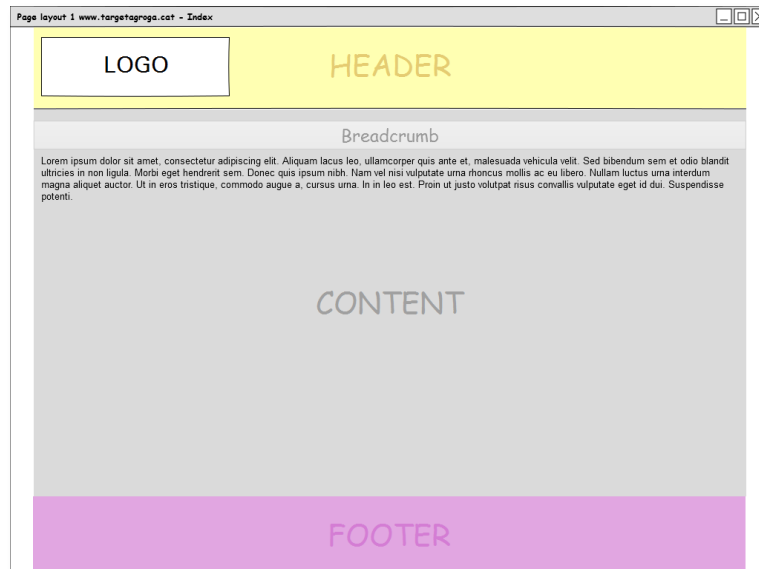 Page layout 1 www.targetagroga.cat - Index
LOGO
HEADER
Breadcrumb
Lorem ipsum dolor sit amet, consectetur adipiscing elit. Aliquam lacus leo, ullamcorper quis ante et, malesuada vehicula velit. Sed bibendum sem et odio blandit
ultricies in non ligula. Morbi eget hendrerit sem. Donec quis ipsum nibh. Nam vel nisi vulputate urna rhoncus mollis ac eu libero. Nullam luctus urna interdum
magna aliquet auctor. Ut in eros tristique, commodo augue a, cursus urna. In in leo est. Proin ut justo volutpat risus convallis vulputate eget id dui. Suspendisse
potenti.
CONTENT
FOOTER